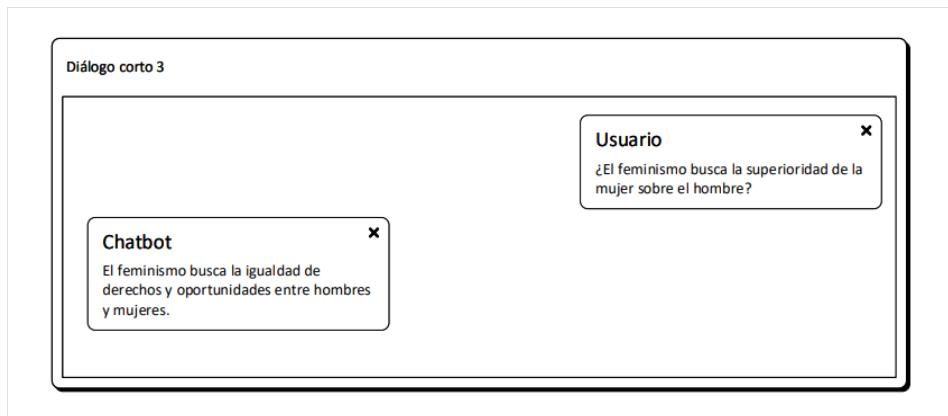 Diálogo corto 3
Usuario
¿El feminismo busca la superioridad de la
mujer sobre el hombre?
Chatbot
El feminismo busca la igualdad de
derechos y oportunidades entre hombres
y mujeres.